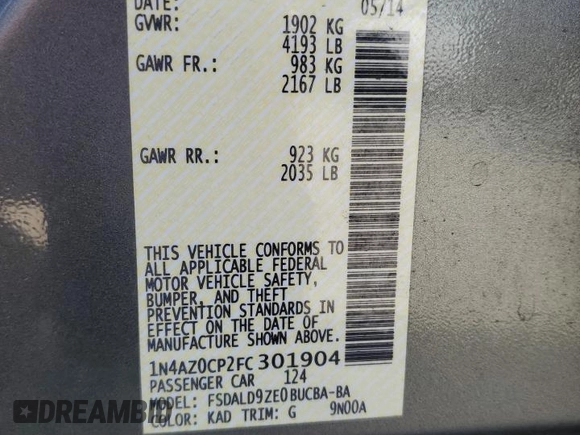 DATE: 05/14
GVWR: 1902 KG
4193 LB
GAWR FR.: 983 KG
2167 LB
GAWR RR.: 923 KG
2035 LB
THIS VEHICLE CONFORMS TO
ALL APPLICABLE FEDERAL
MOTOR VEHICLE SAFETY,
BUMPER, AND THEFT
PREVENTION STANDARDS IN
EFFECT ON THE DATE OF
MANUFACTURE SHOWN ABOVE.
1N4AZ0CP2FC301904
PASSENGER CAR 124
MODEL: FSDALD9ZE0BUCBA-BA
COLOR: KAD TRIM: G 9N00A
BIDHISTORY.ORG